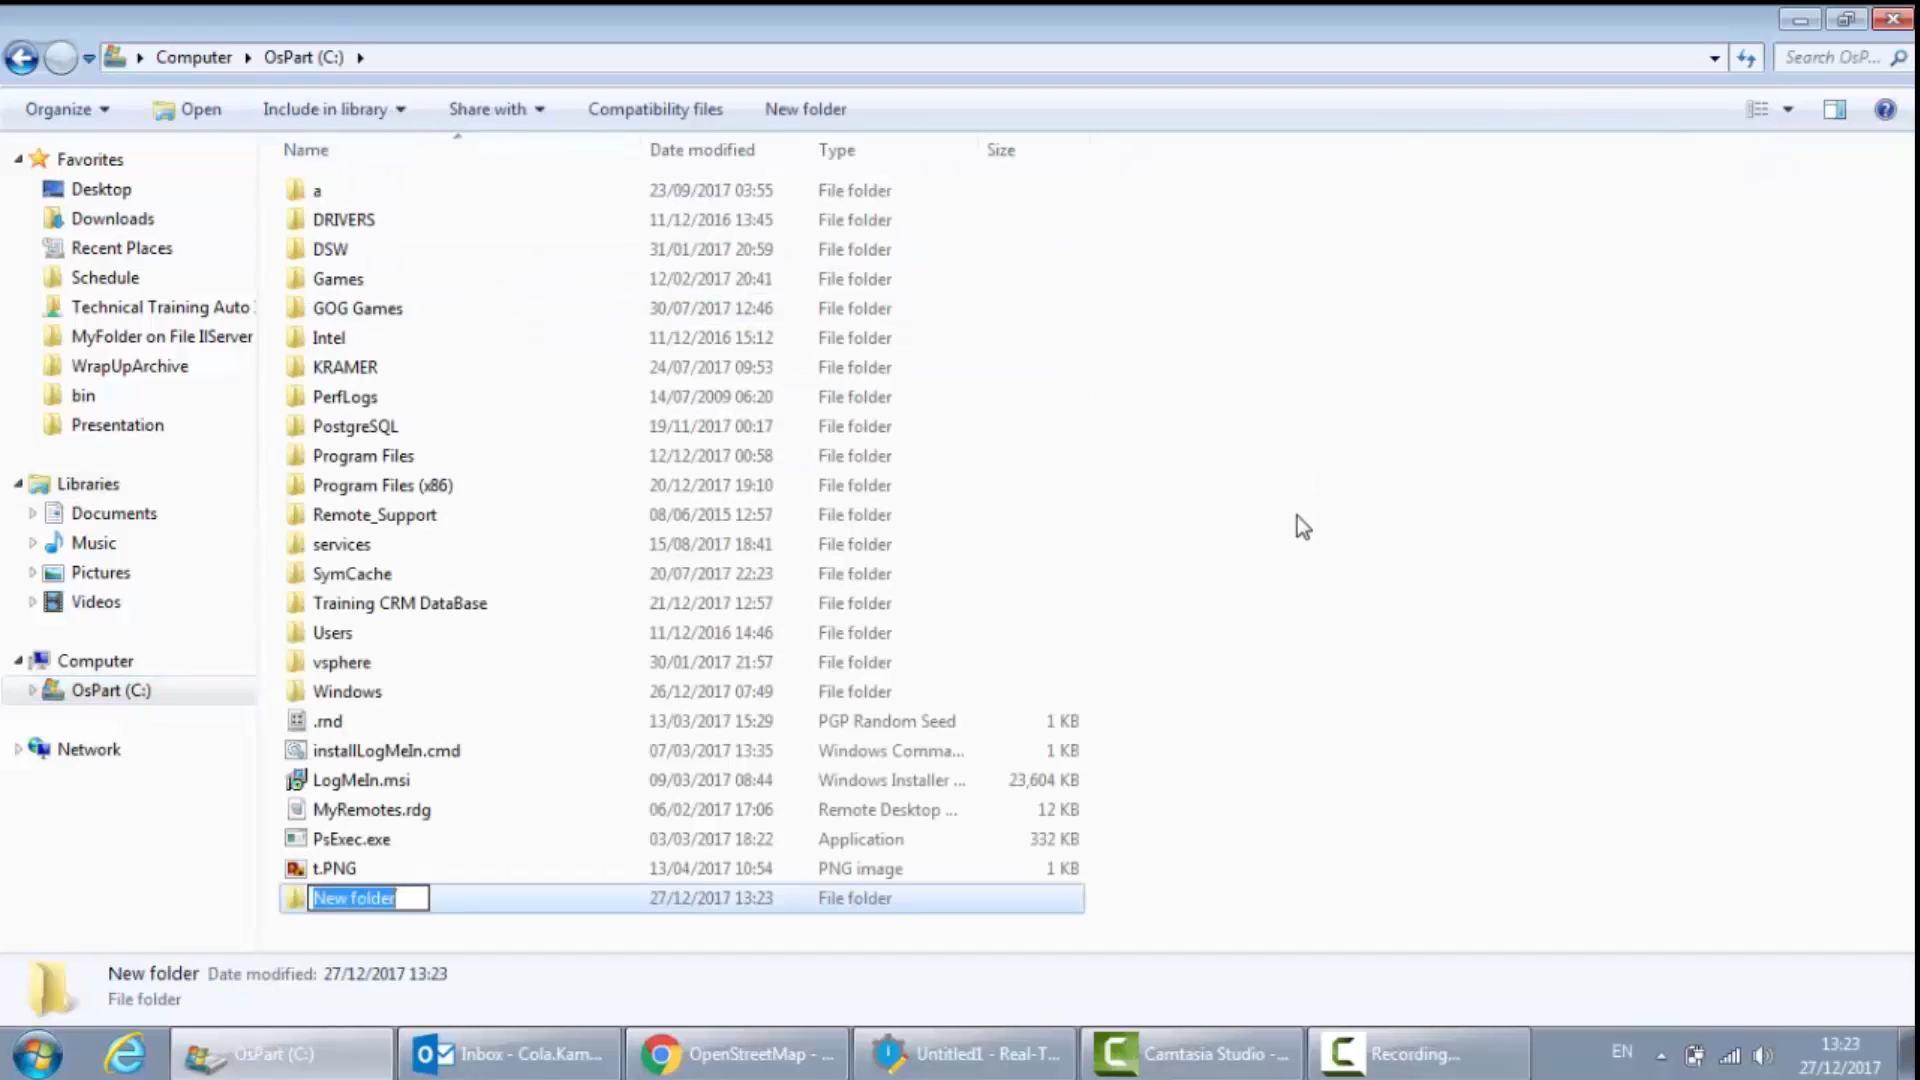 Computer OsPart (C:) Search OsP...
Organize Open Include in library Share with Compatibility files New folder
Name Date modified Type Size
Favorites
Desktop
Downloads
Recent Places
Schedule
Technical Training Auto
MyFolder on File IlServer
WrapUpArchive
bin
Presentation
Libraries
Documents
Music
Pictures
Videos
Computer
OsPart (C:)
Network
a 23/09/2017 03:55 File folder
DRIVERS 11/12/2016 13:45 File folder
DSW 31/01/2017 20:59 File folder
Games 12/02/2017 20:41 File folder
GOG Games 30/07/2017 12:46 File folder
Intel 11/12/2016 15:12 File folder
KRAMER 24/07/2017 09:53 File folder
PerfLogs 14/07/2009 06:20 File folder
PostgreSQL 19/11/2017 00:17 File folder
Program Files 12/12/2017 00:58 File folder
Program Files (x86) 20/12/2017 19:10 File folder
Remote_Support 08/06/2015 12:57 File folder
services 15/08/2017 18:41 File folder
SymCache 20/07/2017 22:23 File folder
Training CRM DataBase 21/12/2017 12:57 File folder
Users 11/12/2016 14:46 File folder
vsphere 30/01/2017 21:57 File folder
Windows 26/12/2017 07:49 File folder
.rnd 13/03/2017 15:29 PGP Random Seed 1 KB
installLogMeIn.cmd 07/03/2017 13:35 Windows Comma... 1 KB
LogMeIn.msi 09/03/2017 08:44 Windows Installer ... 23,604 KB
MyRemotes.rdg 06/02/2017 17:06 Remote Desktop ... 12 KB
PsExec.exe 03/03/2017 18:22 Application 332 KB
t.PNG 13/04/2017 10:54 PNG image 1 KB
New folder 27/12/2017 13:23 File folder
New folder Date modified: 27/12/2017 13:23
File folder
OsPart (C:) Inbox - Cola.Kam... OpenStreetMap - ... Untitled1 - Real-T... Camtasia Studio -... Recording... EN 13:23
27/12/2017